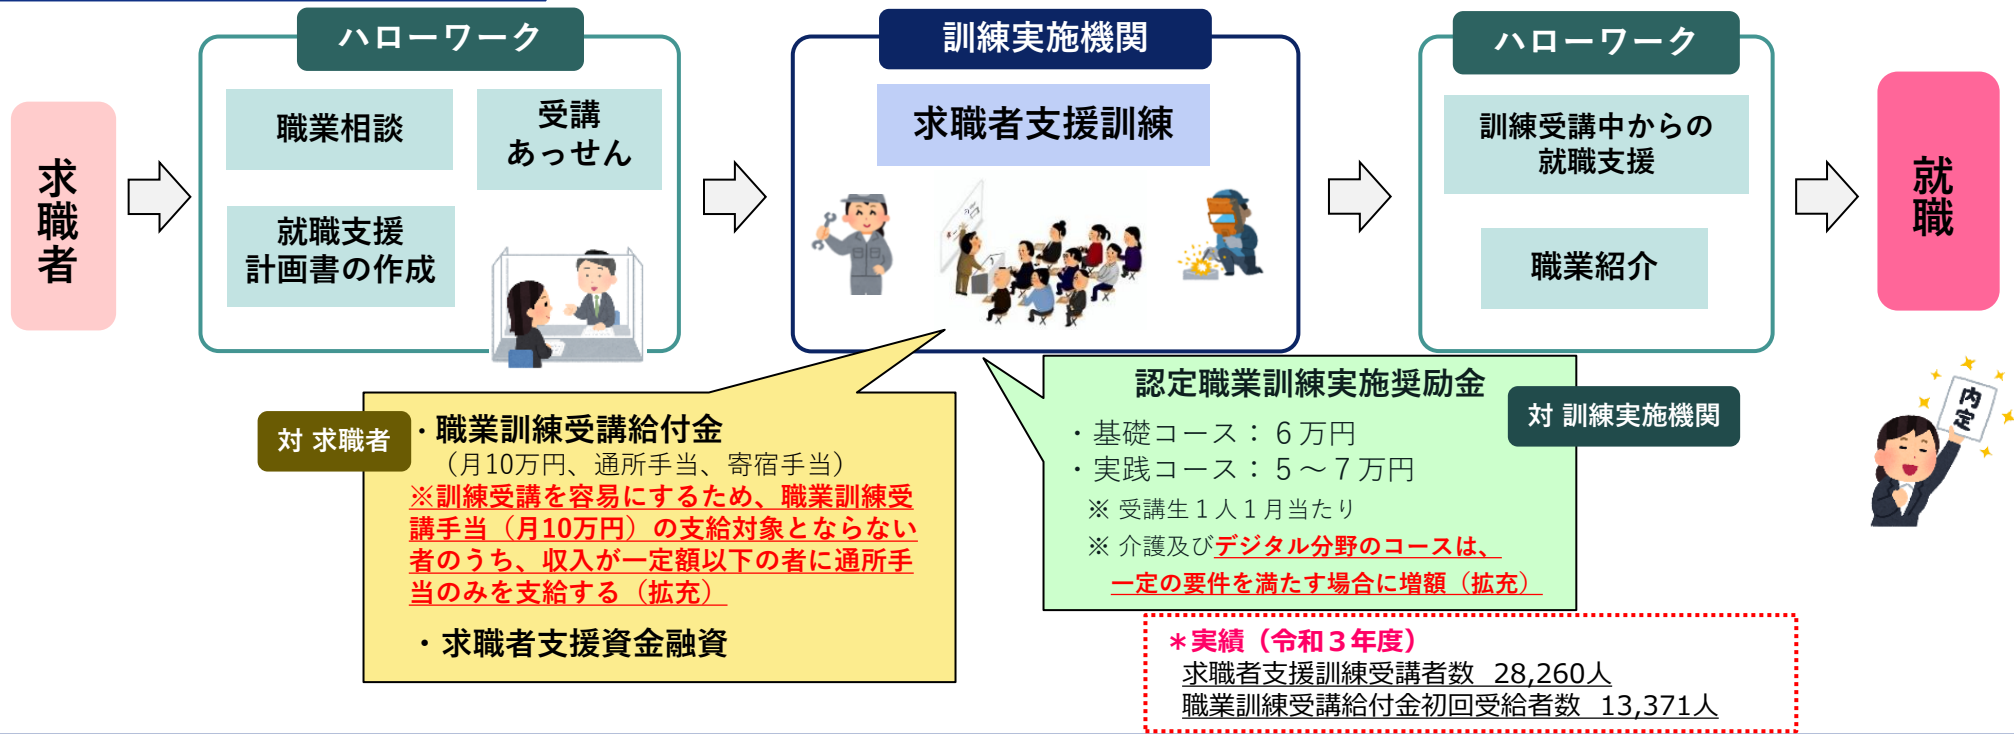 求職者
ハローワーク
職業相談
受講
あっせん
就職支援
計画書の作成
訓練実施機関
求職者支援訓練
ハローワーク
訓練受講中からの
就職支援
職業紹介
就職
対 求職者
・職業訓練受講給付金
（月10万円、通所手当、寄宿手当）
※訓練受講を容易にするため、職業訓練受
講手当（月10万円）の支給対象とならない
者のうち、収入が一定額以下の者に通所手
当のみを支給する（拡充）
・求職者支援資金融資
認定職業訓練実施奨励金
対 訓練実施機関
・基礎コース：６万円
・実践コース：５～７万円
※ 受講生１人１月当たり
※ 介護及びデジタル分野のコースは、
一定の要件を満たす場合に増額（拡充）
内定
＊実績（令和３年度）
求職者支援訓練受講者数 28,260人
職業訓練受講給付金初回受給者数 13,371人